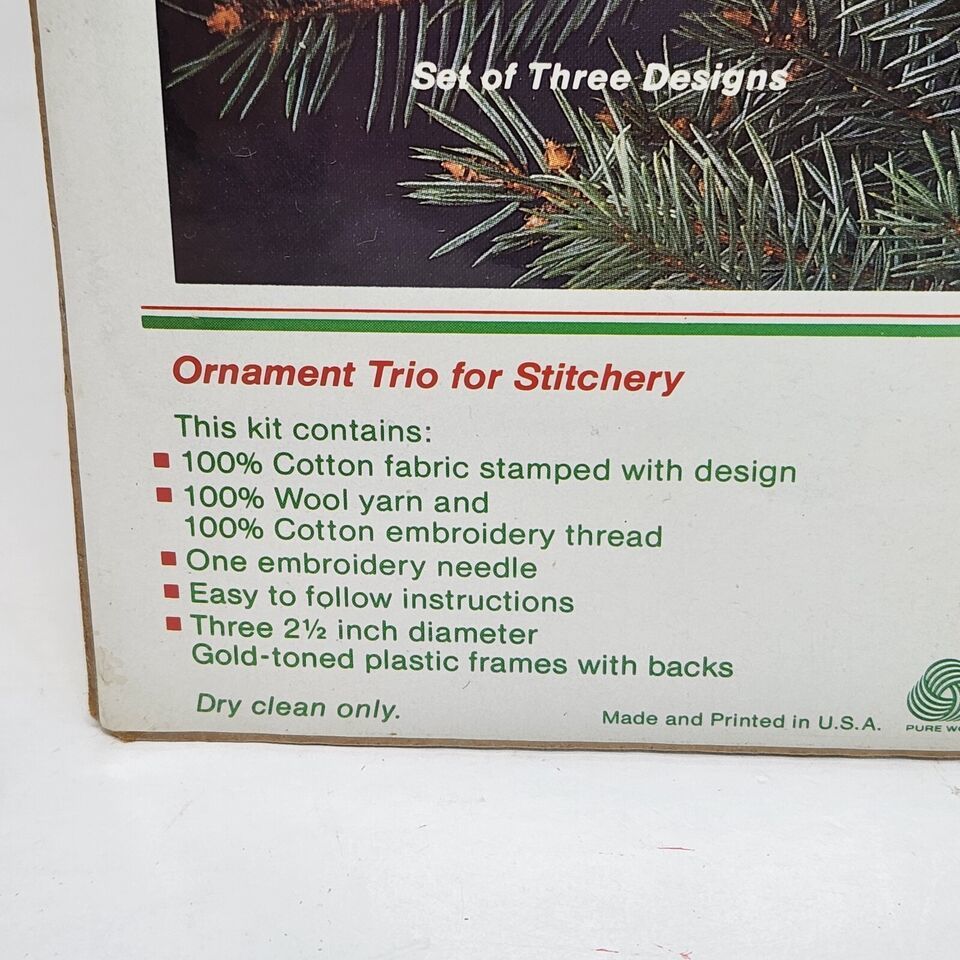 Set of Three Designs
Ornament Trio for Stitchery
This kit contains:
■ 100% Cotton fabric stamped with design
■ 100% Wool yarn and
100% Cotton embroidery thread
■ One embroidery needle
■ Easy to follow instructions
■ Three 2½ inch diameter
Gold-toned plastic frames with backs
Dry clean only.
Made and Printed in U.S.A.
PURE